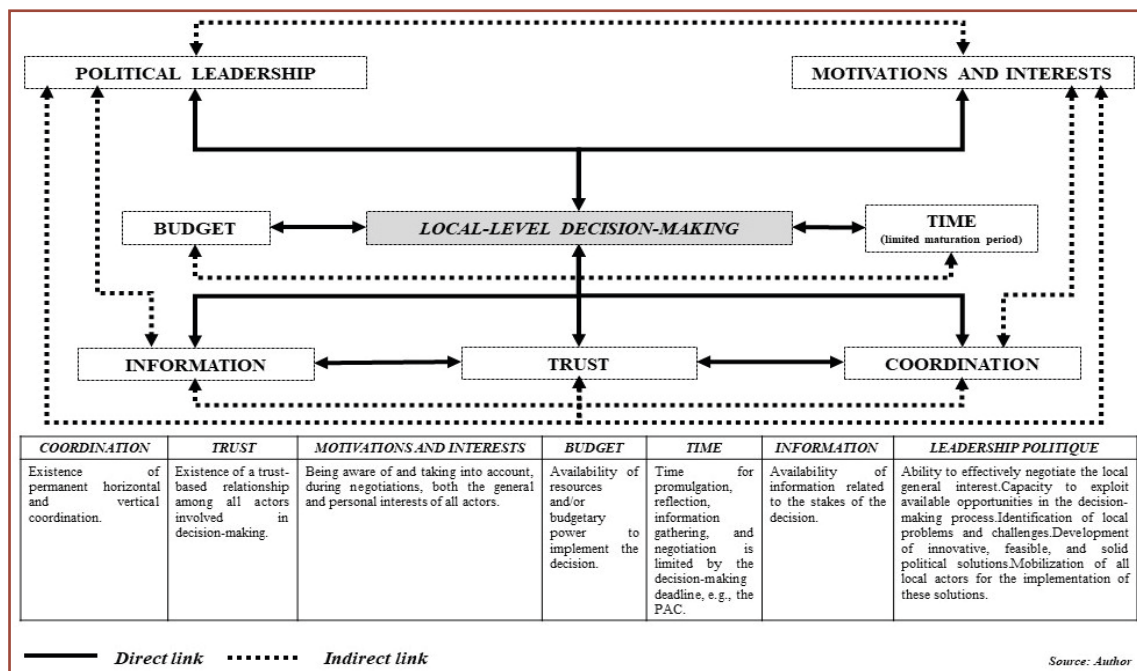 POLITICAL LEADERSHIP
MOTIVATIONS AND INTERESTS
BUDGET
LOCAL-LEVEL DECISION-MAKING
TIME
(limited maturation period)
INFORMATION
TRUST
COORDINATION
COORDINATION
Existence of
permanent horizontal
and vertical
coordination.
TRUST
Existence of a trust-
based relationship
among all actors
involved in
decision-making.
MOTIVATIONS AND INTERESTS
Being aware of and taking into account,
during negotiations, both the general
and personal interests of all actors.
BUDGET
Availability of
resources
and/or
budgetary
power to
implement the
decision.
TIME
Time for
promulgation,
reflection,
information
gathering, and
negotiation is
limited by the
decision-making
deadline, e.g., the
PAC.
INFORMATION
Availability of
information related
to the stakes of the
decision.
LEADERSHIP POLITIQUE
Ability to effectively negotiate the local
general interest.Capacity to exploit
available opportunities in the decision-
making process.Identification of local
problems and challenges.Development
of innovative, feasible, and solid
political solutions.Mobilization of all
local actors for the implementation of
these solutions.
Direct link
Indirect link
Source: Author